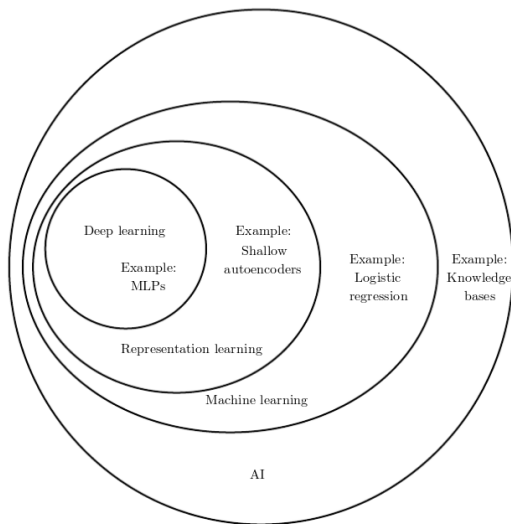 Deep learning
Example:
MLPs
Example:
Shallow
autoencoders
Example:
Logistic
regression
Example:
Knowledge
bases
Representation learning
Machine learning
AI